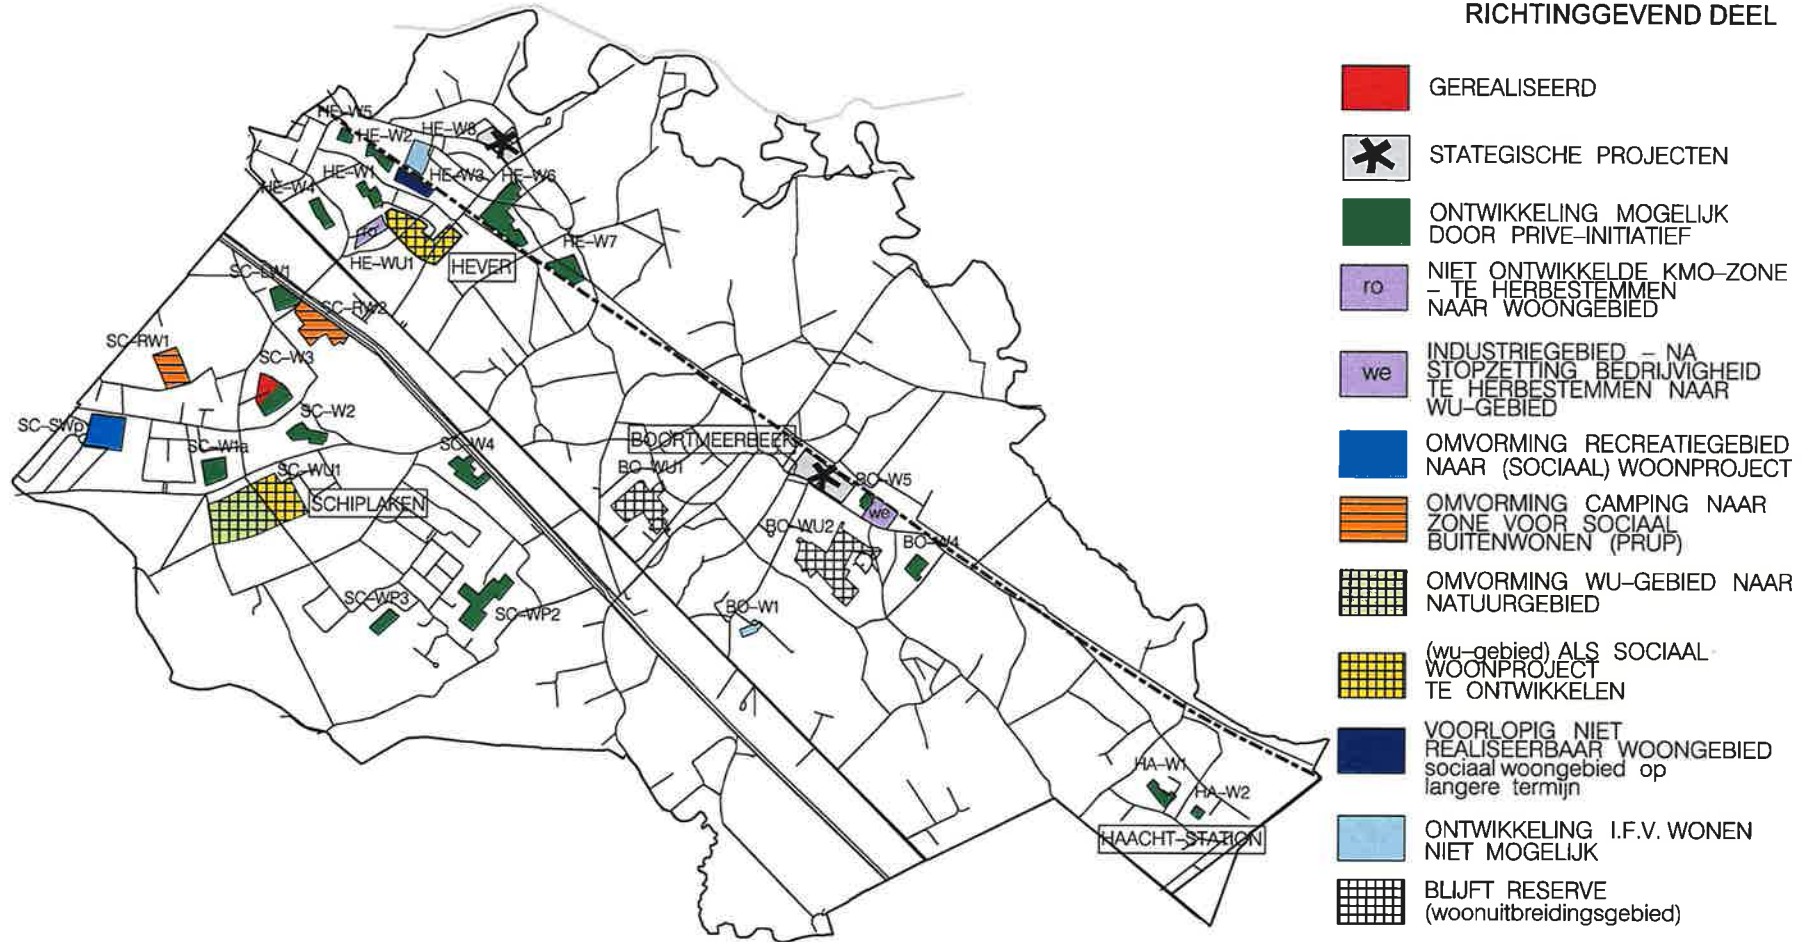 RICHTINGGEVEND DEEL
GEREALISEERD
STATEGISCHE PROJECTEN
ONTWIKKELING MOGELIJK
DOOR PRIVE-INITIATIEF
ro
NIET ONTWIKKELDE KMO-ZONE
- TE HERBESTEMMEN
NAAR WOONGEBIED
we
INDUSTRIEGEBIED - NA
STOPZETTING BEDRIJVIGHEID
TE HERBESTEMMEN NAAR
WU-GEBIED
OMVORMING RECREATIEGEBIED
NAAR (SOCIAAL) WOONPROJECT
OMVORMING CAMPING NAAR
ZONE VOOR SOCIAAL
BUITENWONEN (PRUP)
OMVORMING WU-GEBIED NAAR
NATUURGEBIED
(wu-gebied) ALS SOCIAAL
WOONPROJECT
TE ONTWIKKELEN
VOORLOPIG NIET
REALISEERBAAR WOONGEBIED
sociaal woongebied op
langere termijn
ONTWIKKELING I.F.V. WONEN
NIET MOGELIJK
BLIJFT RESERVE
(woonuitbreidingsgebied)
HE-W5
HE-W2
HE-W8
HE-W1
HE-W3
HE-W6
HE-W4
ro
HE-W7
HE-WU1
HEVER
SC-LW1
SC-RW2
SC-RW1
SC-W3
SC-W2
SC-SWp
SC-W1a
SC-W4
SC-WU1
SCHIPLAKEN
BOORTMEERBEEK
BO-WU1
BO-W5
we
BO-WU2
BO-W4
SC-WP3
SC-WP2
BO-W1
HA-W1
HA-W2
HAACHT-STATION